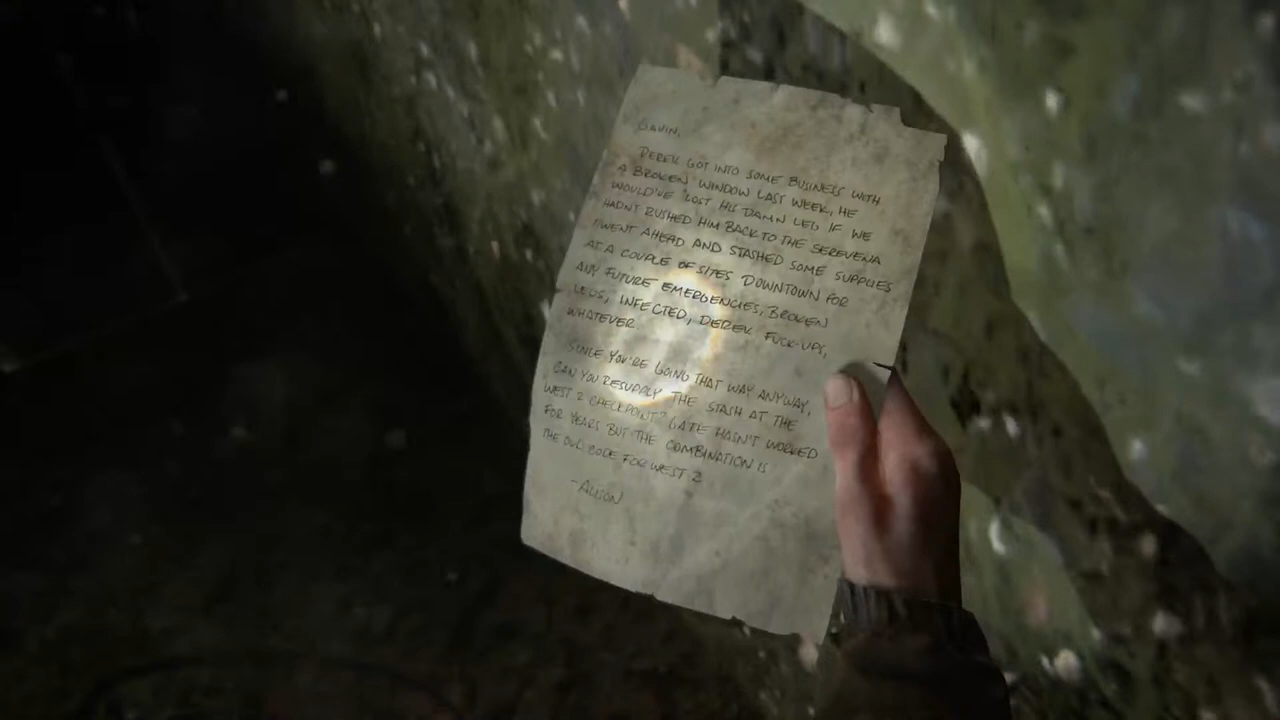 GAVIN,
DEREK GOT INTO SOME BUSINESS WITH
A BROKEN WINDOW LAST WEEK, HE
WOULD'VE LOST HIS DAMN LEG IF WE
HADNT RUSHED HIM BACK TO THE SEREVENA
I WENT AHEAD AND STASHED SOME SUPPLIES
AT A COUPLE OF SITES DOWNTOWN FOR
ANY FUTURE EMERGENCIES, BROKEN
LEGS, INFECTED, DEREK FUCK-UPS,
WHATEVER
SINCE YOU'RE GOING THAT WAY ANYWAY,
CAN YOU RESUPPLY THE STASH AT THE
WEST 2 CHECKPOINT? GATE HASN'T WORKED
FOR YEARS BUT THE COMBINATION IS
THE OLD CODE FOR WEST 2
-ALISON